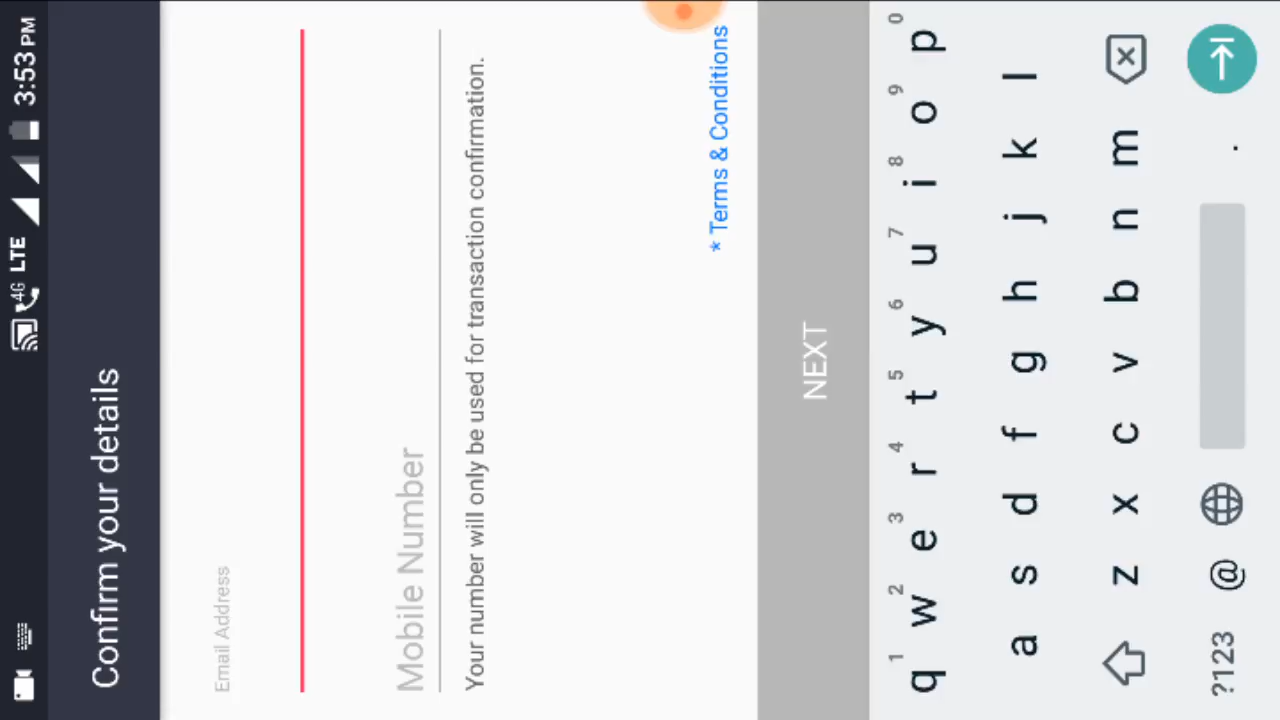 4G LTE 3:53 PM
Confirm your details
Email Address
Mobile Number
Your number will only be used for transaction confirmation.
* Terms & Conditions
NEXT
1 2 3 4 5 6 7 8 9 0
q w e r t y u i o p
a s d f g h j k l
z x c v b n m
?123 @ .